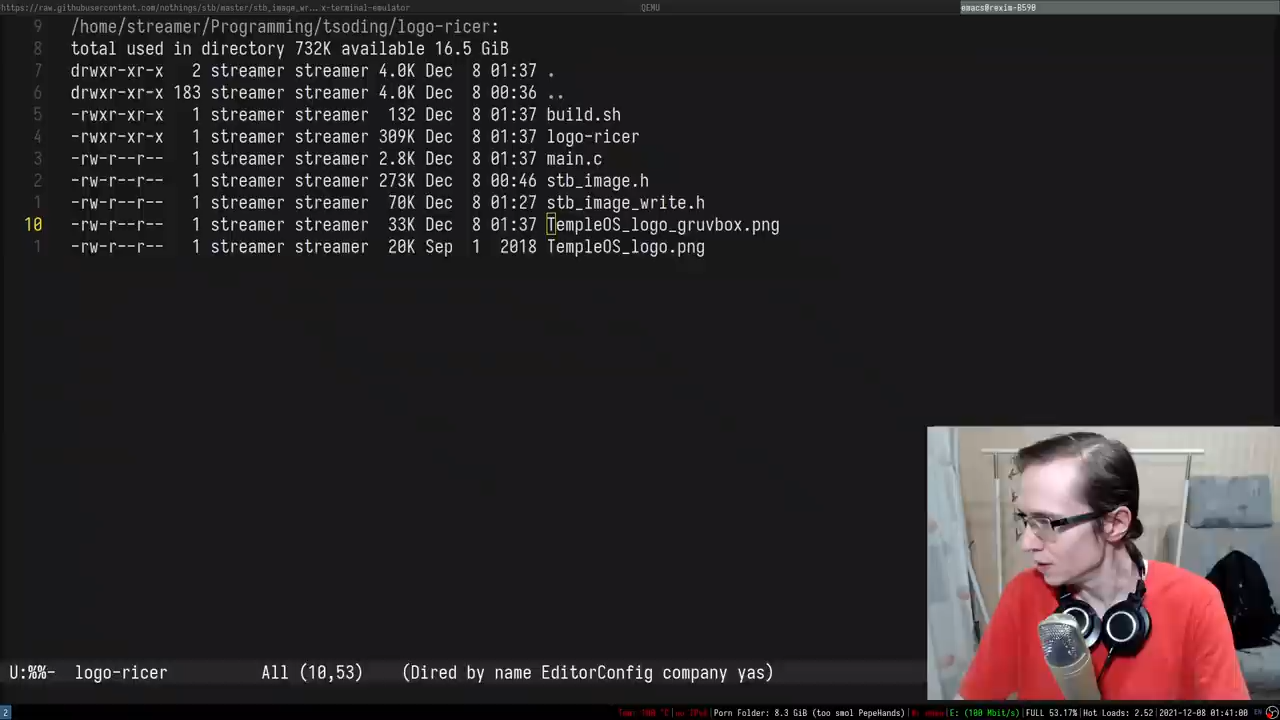 https://raw.githubusercontent.com/nothings/stb/master/stb_image_wr... x-terminal-emulator QEMU emacs@rexim-B590
9 /home/streamer/Programming/tsoding/logo-ricer:
8 total used in directory 732K available 16.5 GiB
7 drwxr-xr-x 2 streamer streamer 4.0K Dec 8 01:37 .
6 drwxr-xr-x 183 streamer streamer 4.0K Dec 8 00:36 ..
5 -rwxr-xr-x 1 streamer streamer 132 Dec 8 01:37 build.sh
4 -rwxr-xr-x 1 streamer streamer 309K Dec 8 01:37 logo-ricer
3 -rw-r--r-- 1 streamer streamer 2.8K Dec 8 01:37 main.c
2 -rw-r--r-- 1 streamer streamer 273K Dec 8 00:46 stb_image.h
1 -rw-r--r-- 1 streamer streamer 70K Dec 8 01:27 stb_image_write.h
10 -rw-r--r-- 1 streamer streamer 33K Dec 8 01:37 TempleOS_logo_gruvbox.png
1 -rw-r--r-- 1 streamer streamer 20K Sep 1 2018 TempleOS_logo.png
U:%%- logo-ricer All (10,53) (Dired by name EditorConfig company yas)
2 no IPv6|Porn Folder: 8.3 GiB (too smol PepeHands)|W: down|E: (100 Mbit/s)|FULL 53.17%|Hot Loads: 2.52|2021-12-08 01:41:00 EN